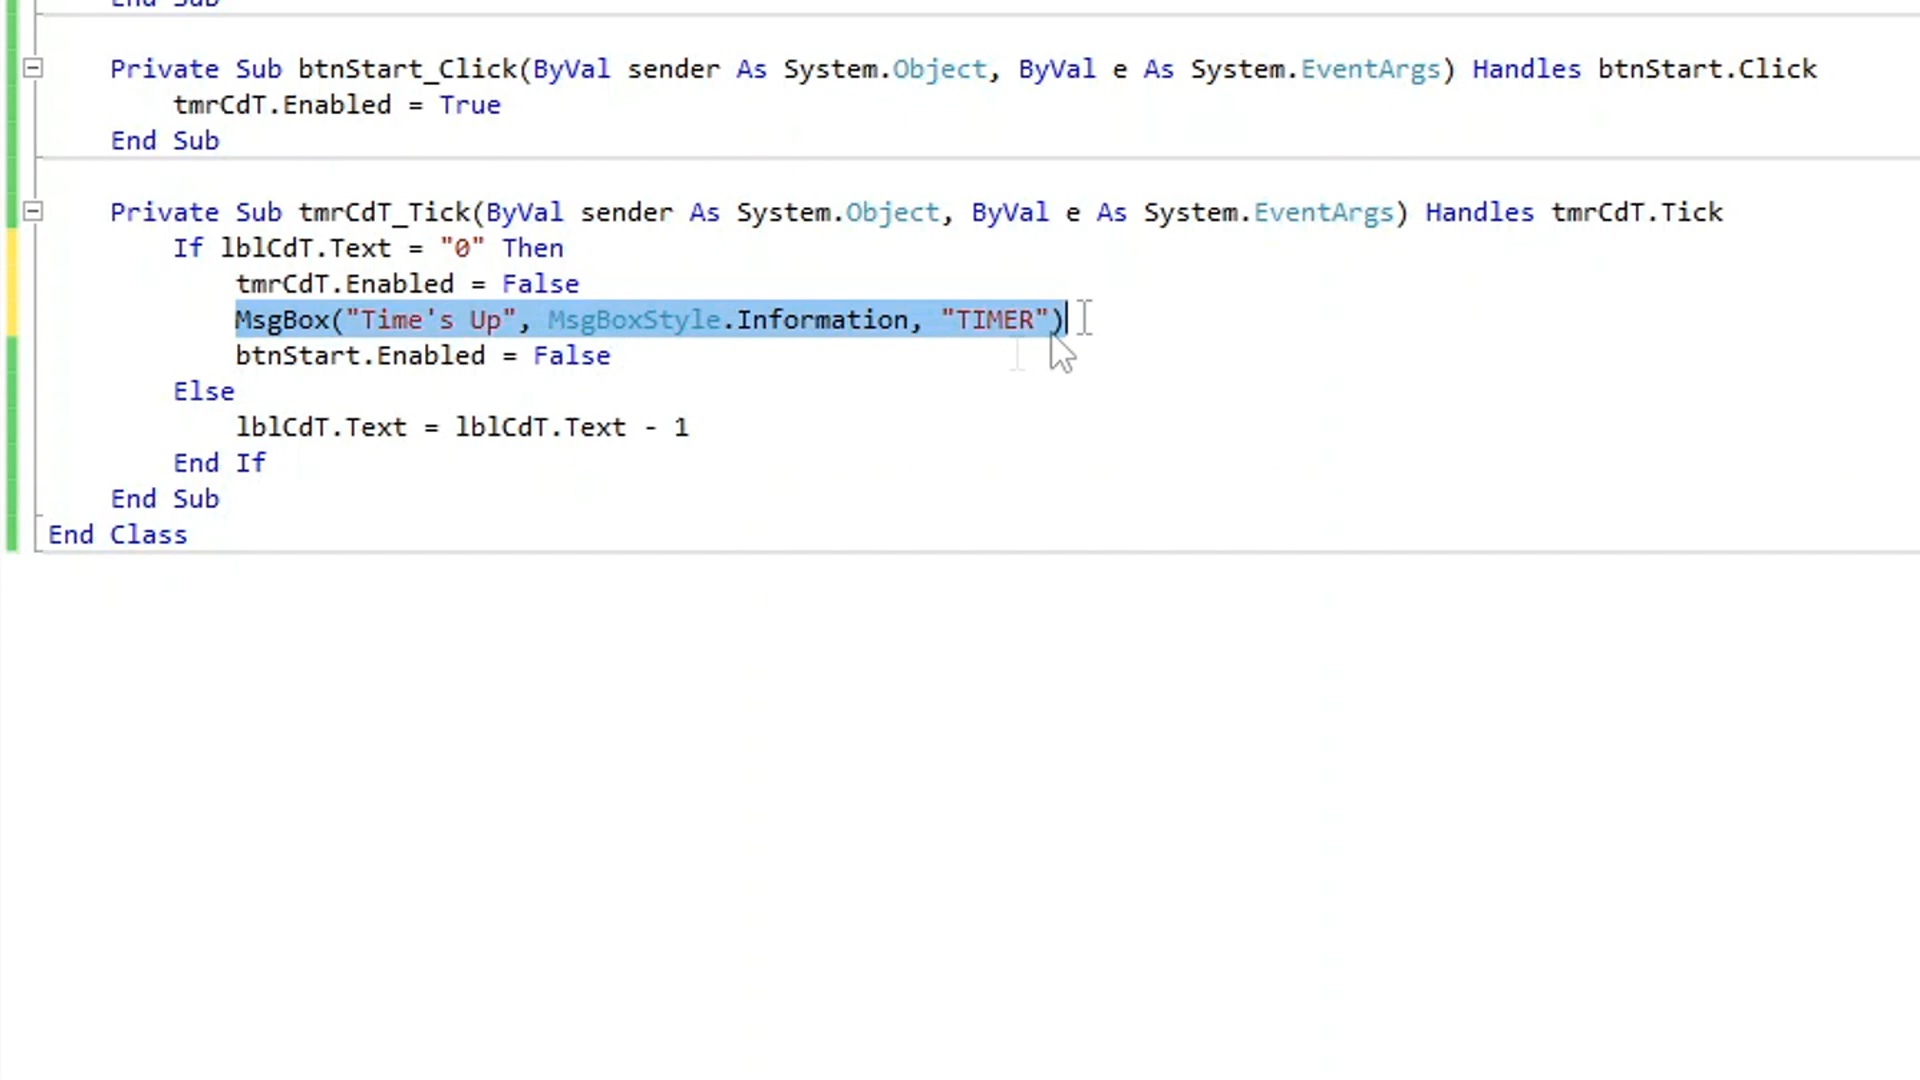 End Sub
Private Sub btnStart_Click(ByVal sender As System.Object, ByVal e As System.EventArgs) Handles btnStart.Click
tmrCdT.Enabled = True
End Sub
Private Sub tmrCdT_Tick(ByVal sender As System.Object, ByVal e As System.EventArgs) Handles tmrCdT.Tick
If lblCdT.Text = "0" Then
tmrCdT.Enabled = False
MsgBox("Time's Up", MsgBoxStyle.Information, "TIMER")
btnStart.Enabled = False
Else
lblCdT.Text = lblCdT.Text - 1
End If
End Sub
End Class